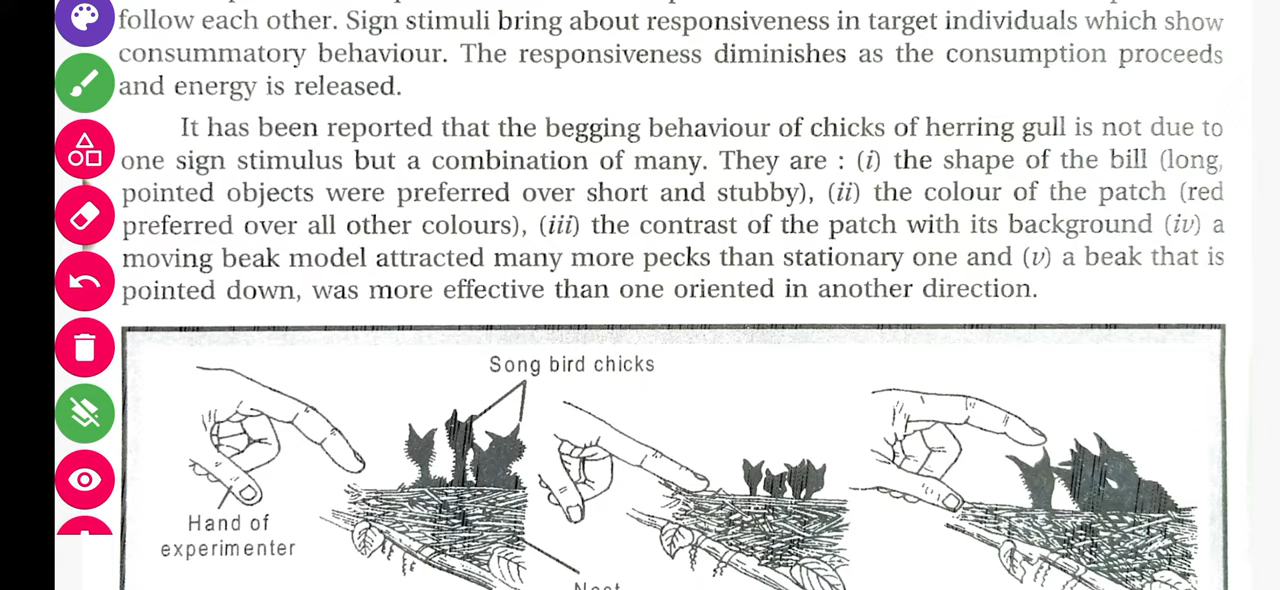 follow each other. Sign stimuli bring about responsiveness in target individuals which show
consummatory behaviour. The responsiveness diminishes as the consumption proceeds
and energy is released.
It has been reported that the begging behaviour of chicks of herring gull is not due to
one sign stimulus but a combination of many. They are : (i) the shape of the bill (long,
pointed objects were preferred over short and stubby), (ii) the colour of the patch (red
preferred over all other colours), (iii) the contrast of the patch with its background (iv) a
moving beak model attracted many more pecks than stationary one and (v) a beak that is
pointed down, was more effective than one oriented in another direction.
Song bird chicks
Hand of
experimenter